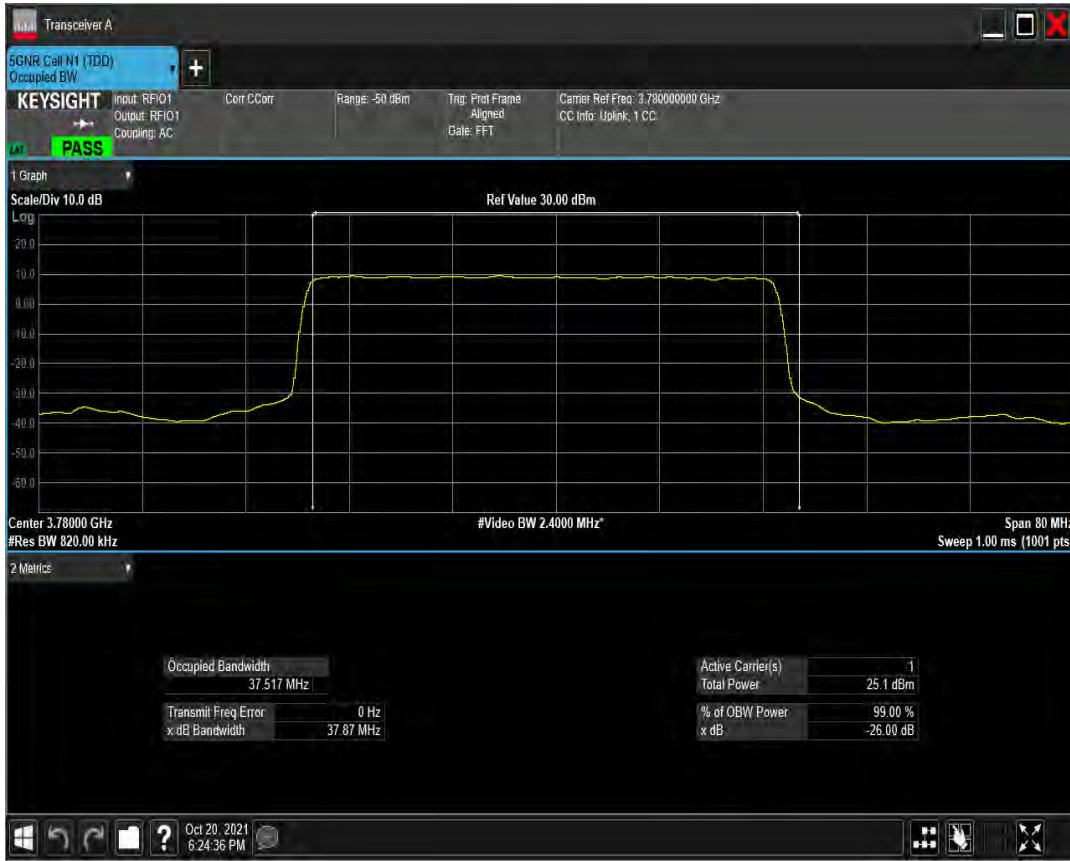 Transceiver A
5GNR Cell N1 (TDD)
Occupied BW
+
KEYSIGHT
Input: RFIO1
Output: RFIO1
Coupling: AC
Corr CCorr
Range: -50 dBm
Trig: Prot Frame
Aligned
Gate: FFT
Carrier Ref Freq: 3.780000000 GHz
CC Info: Uplink, 1 CC
PASS
1 Graph
Scale/Div 10.0 dB
Ref Value 30.00 dBm
Log
20.0
10.0
0.00
-10.0
-20.0
-30.0
-40.0
-50.0
-60.0
Center 3.78000 GHz
#Video BW 2.4000 MHz*
Span 80 MHz
#Res BW 820.00 kHz
Sweep 1.00 ms (1001 pts
2 Metrics
Occupied Bandwidth
37.517 MHz
Transmit Freq Error 0 Hz
x dB Bandwidth 37.87 MHz
Active Carrier(s) 1
Total Power 25.1 dBm
% of OBW Power 99.00 %
x dB -26.00 dB
?
Oct 20, 2021
6:24:36 PM